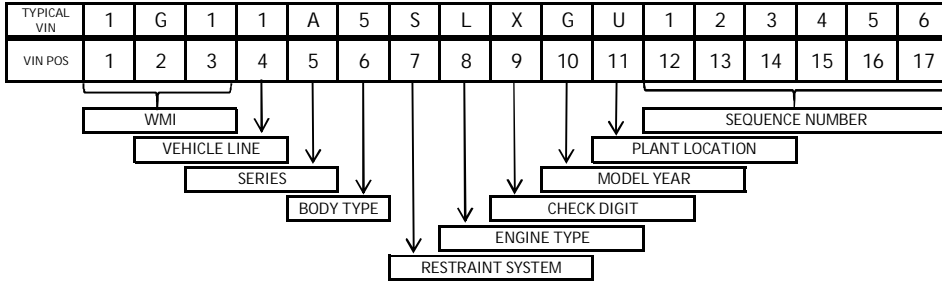 TYPICAL VIN 1 G 1 1 A 5 S L X G U 1 2 3 4 5 6
VIN POS 1 2 3 4 5 6 7 8 9 10 11 12 13 14 15 16 17
WMI SEQUENCE NUMBER
VEHICLE LINE PLANT LOCATION
SERIES MODEL YEAR
BODY TYPE CHECK DIGIT
ENGINE TYPE
RESTRAINT SYSTEM